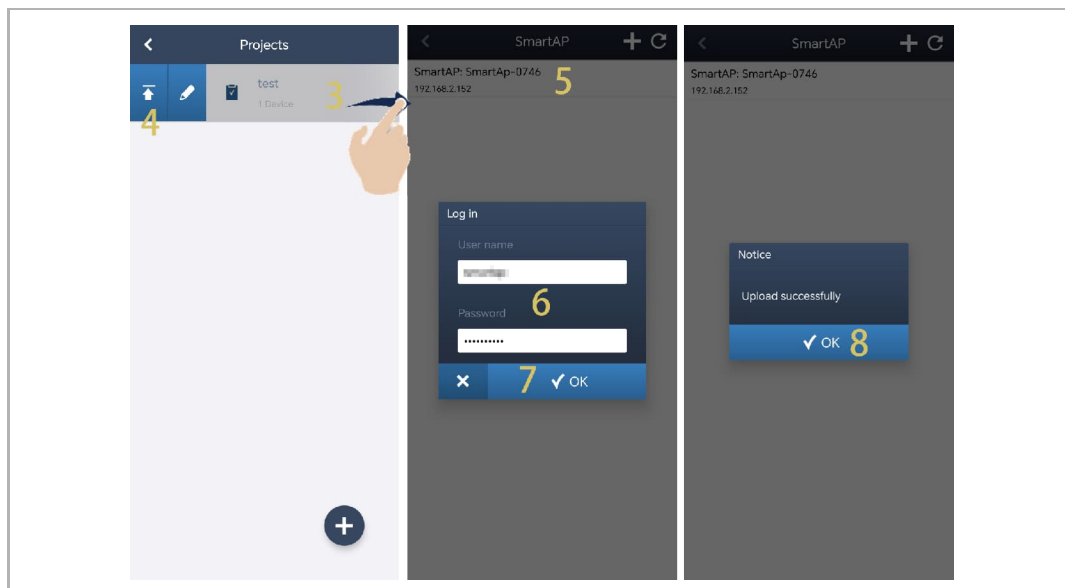 Projects
test
1 Device
3
4
SmartAP
SmartAP: SmartAp-0746
5
192.168.2.152
Log in
User name
6
Password
7
OK
SmartAP
SmartAP: SmartAp-0746
192.168.2.152
Notice
Upload successfully
OK 8